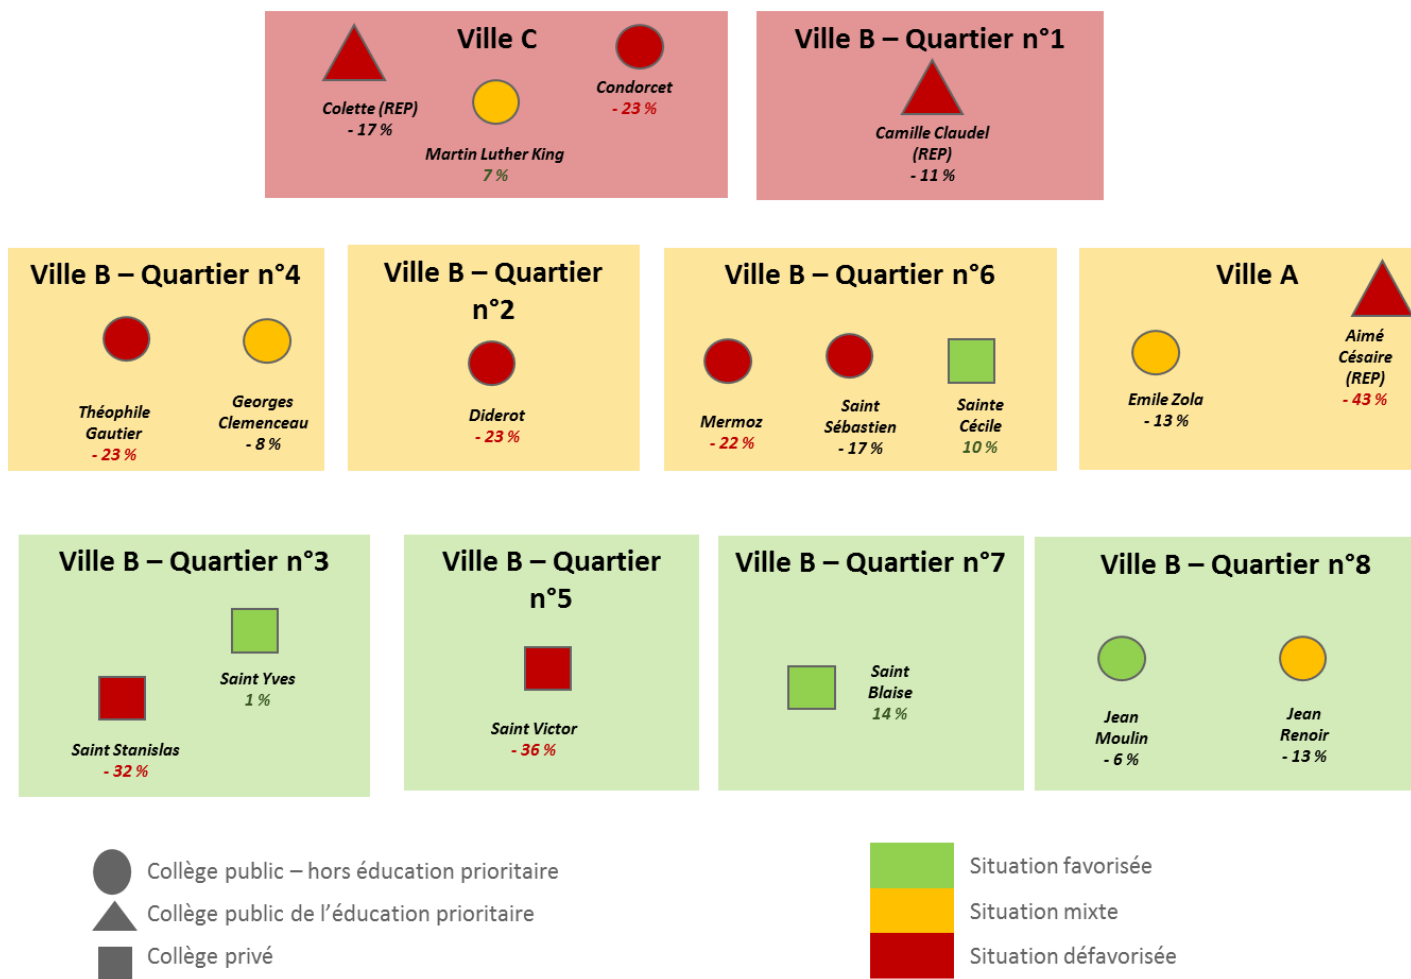 Ville C
Colette (REP)
- 17 %
Martin Luther King
7 %
Condorcet
- 23 %
Ville B – Quartier n°1
Camille Claudel
(REP)
- 11 %
Ville B – Quartier n°4
Théophile
Gautier
- 23 %
Georges
Clemenceau
- 8 %
Ville B – Quartier
n°2
Diderot
- 23 %
Ville B – Quartier n°6
Mermoz
- 22 %
Saint
Sébastien
- 17 %
Sainte
Cécile
10 %
Ville A
Emile Zola
- 13 %
Aimé
Césaire
(REP)
- 43 %
Ville B – Quartier n°3
Saint Stanislas
- 32 %
Saint Yves
1 %
Ville B – Quartier
n°5
Saint Victor
- 36 %
Ville B – Quartier n°7
Saint
Blaise
14 %
Ville B – Quartier n°8
Jean
Moulin
- 6 %
Jean
Renoir
- 13 %
Collège public – hors éducation prioritaire
Collège public de l'éducation prioritaire
Collège privé
Situation favorisée
Situation mixte
Situation défavorisée